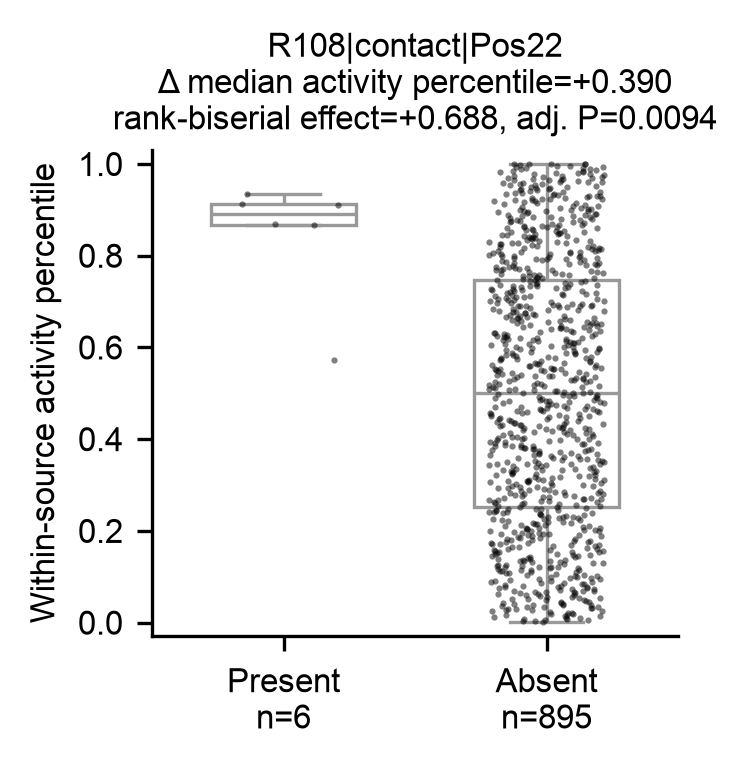 R108|contact|Pos22
Δ median activity percentile=+0.390
rank-biserial effect=+0.688, adj. P=0.0094
Within-source activity percentile
1.0
0.8
0.6
0.4
0.2
0.0
Present
n=6
Absent
n=895